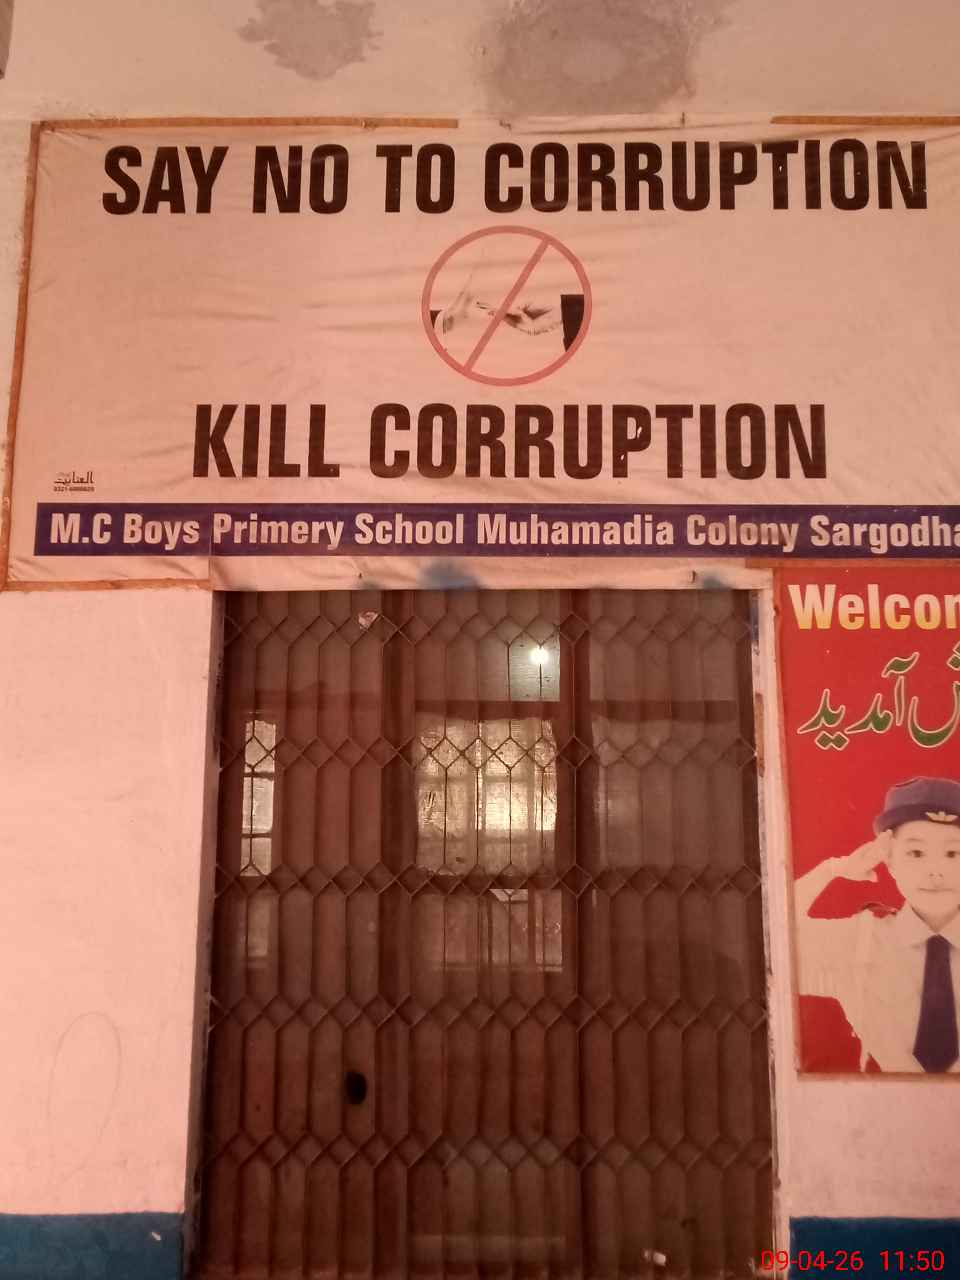 SAY NO TO CORRUPTION
KILL CORRUPTION
العنایت
M.C Boys Primery School Muhamadia Colony Sargodha
Welcom
ش آمدید
09-04-26 11:50